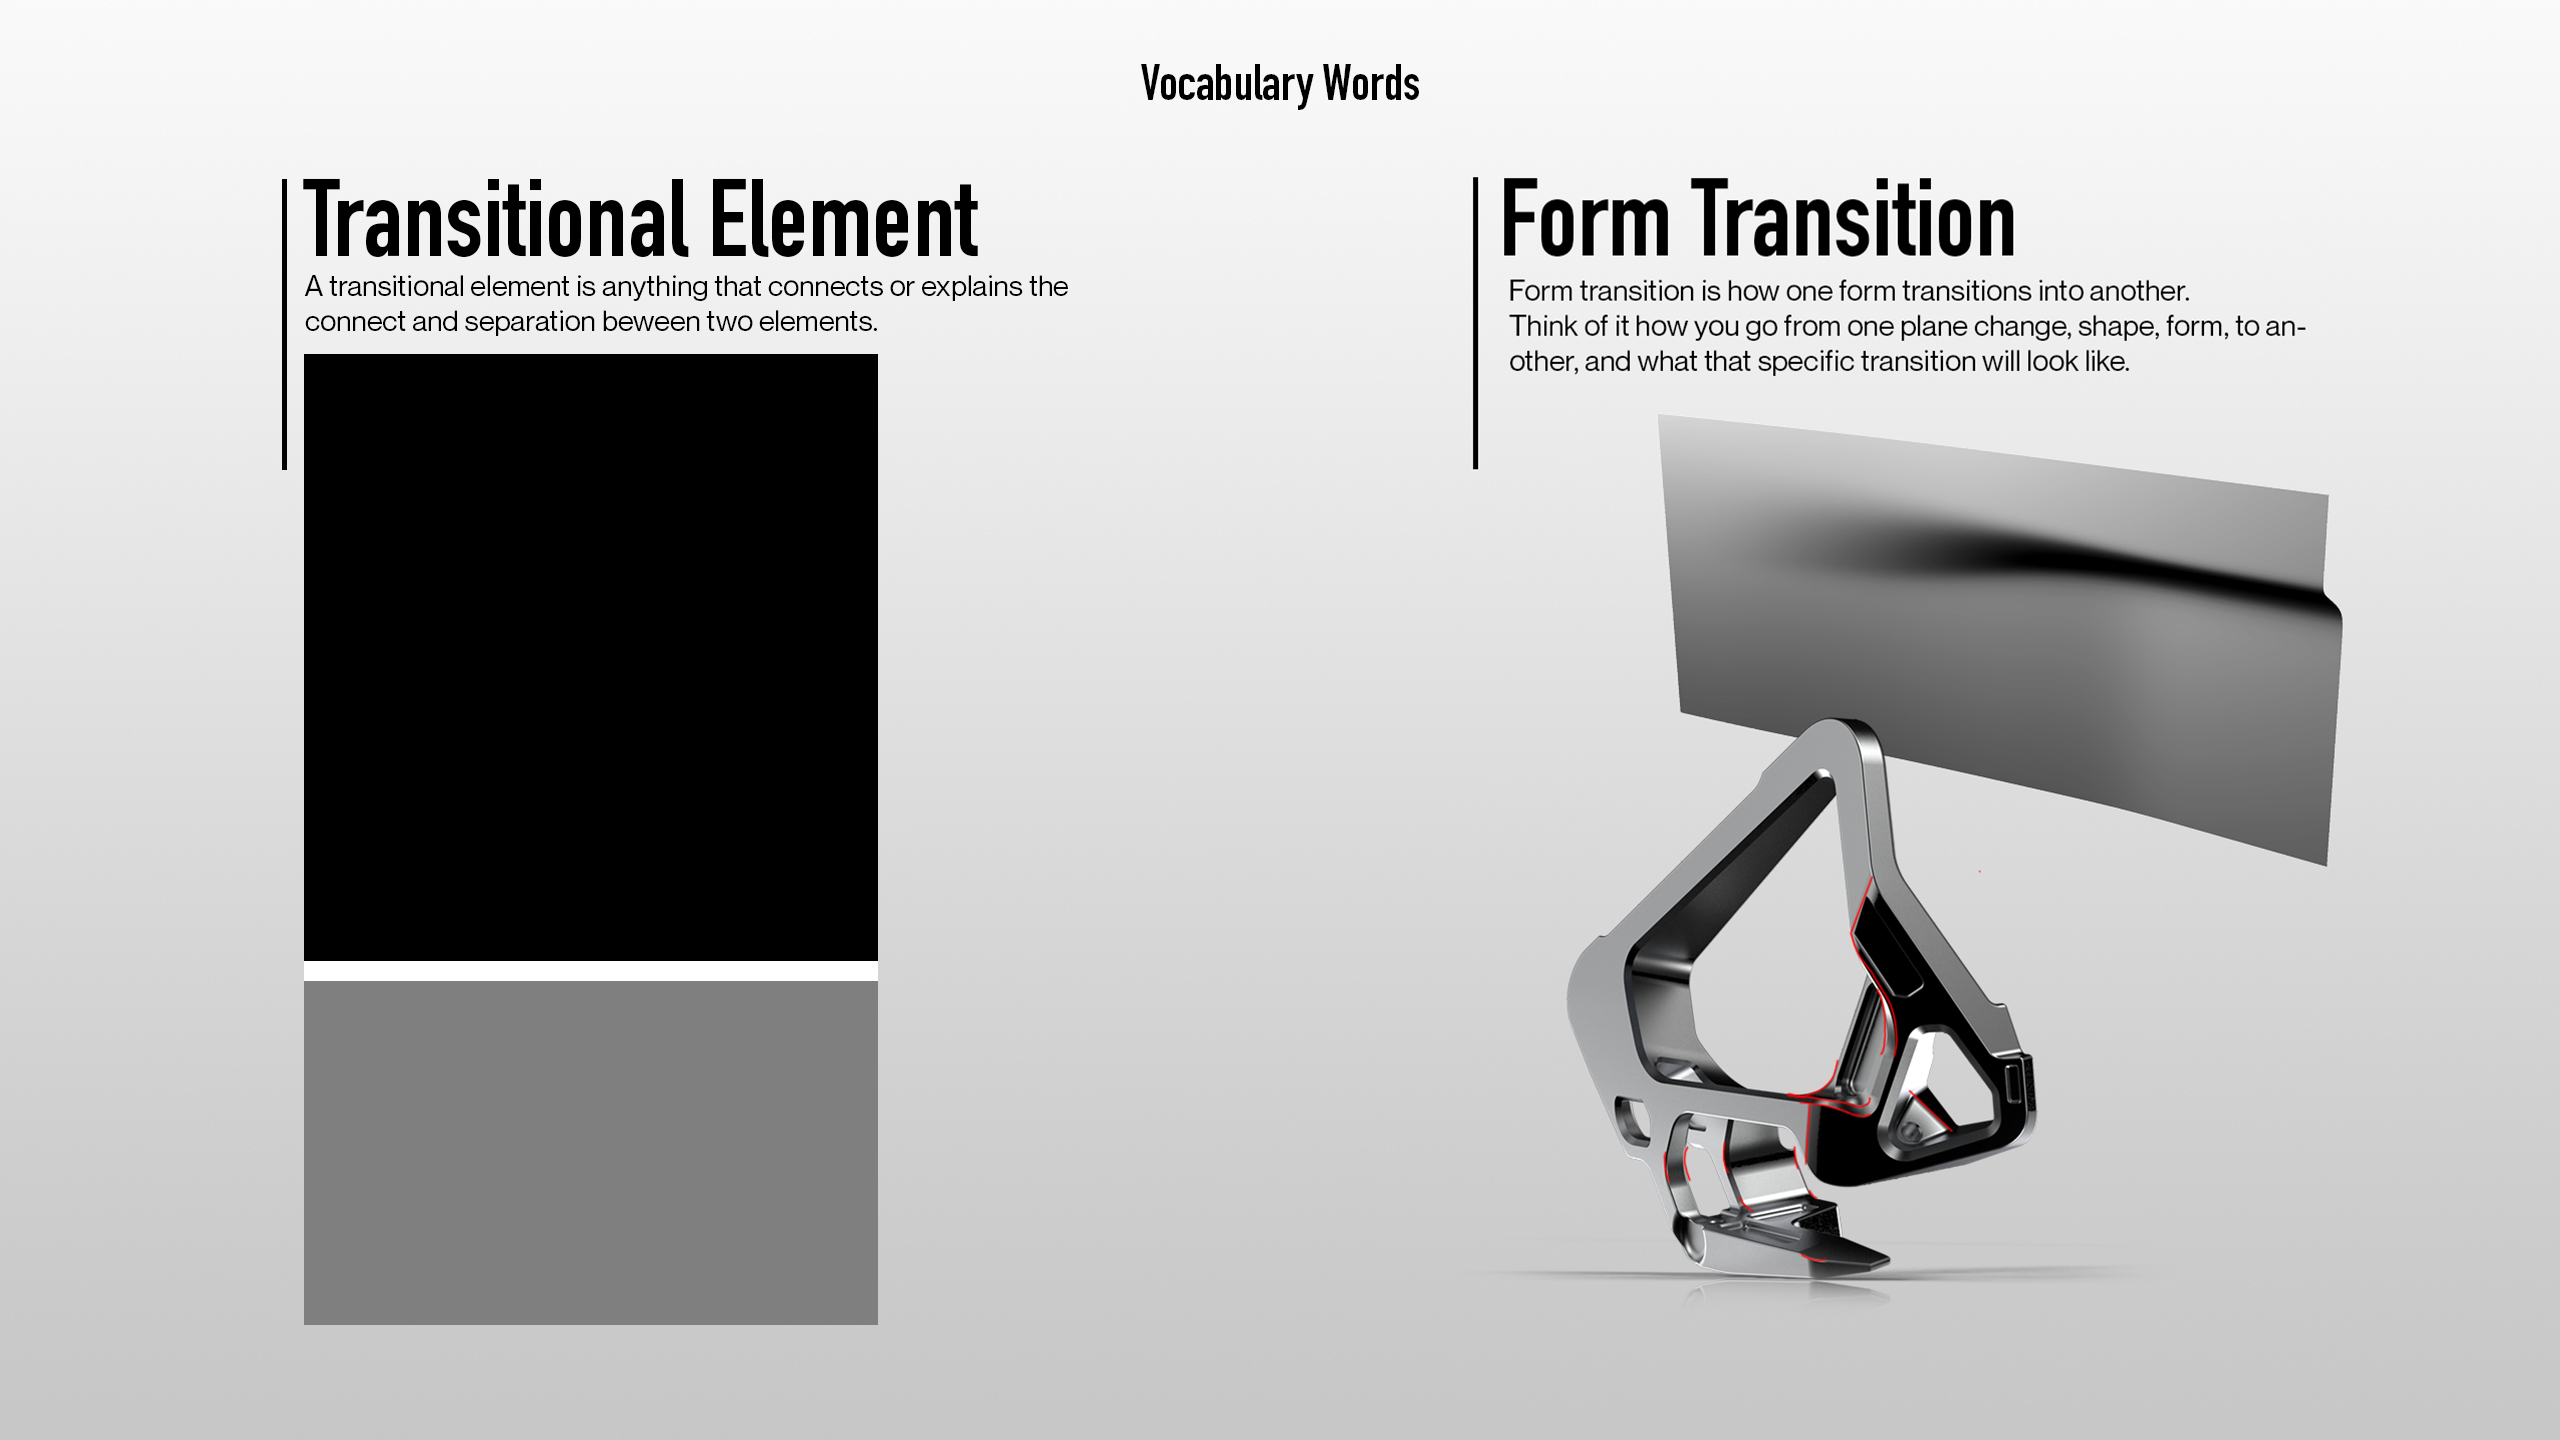 Vocabulary Words
Transitional Element
A transitional element is anything that connects or explains the
connect and separation beween two elements.
Form Transition
Form transition is how one form transitions into another.
Think of it how you go from one plane change, shape, form, to an-
other, and what that specific transition will look like.